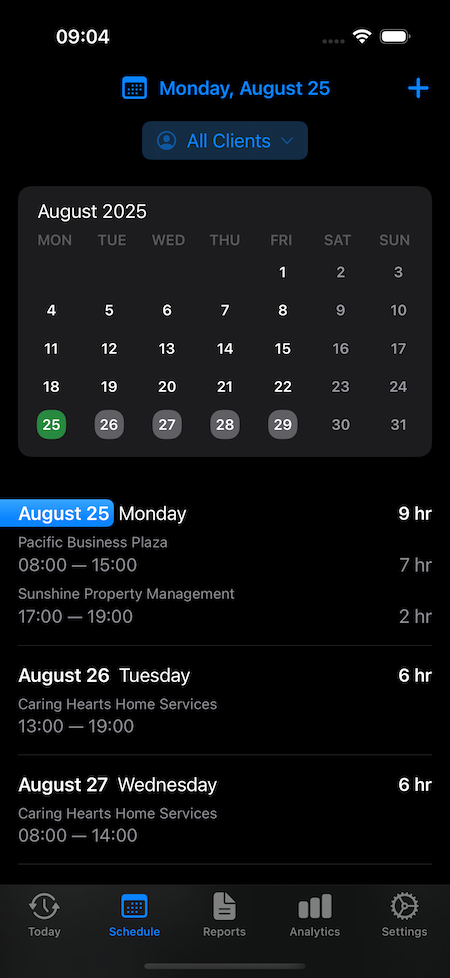 09:04
Monday, August 25
All Clients
August 2025
MON TUE WED THU FRI SAT SUN
1 2 3
4 5 6 7 8 9 10
11 12 13 14 15 16 17
18 19 20 21 22 23 24
25 26 27 28 29 30 31
August 25 Monday 9 hr
Pacific Business Plaza
08:00 — 15:00 7 hr
Sunshine Property Management
17:00 — 19:00 2 hr
August 26 Tuesday 6 hr
Caring Hearts Home Services
13:00 — 19:00
August 27 Wednesday 6 hr
Caring Hearts Home Services
08:00 — 14:00
Today Schedule Reports Analytics Settings